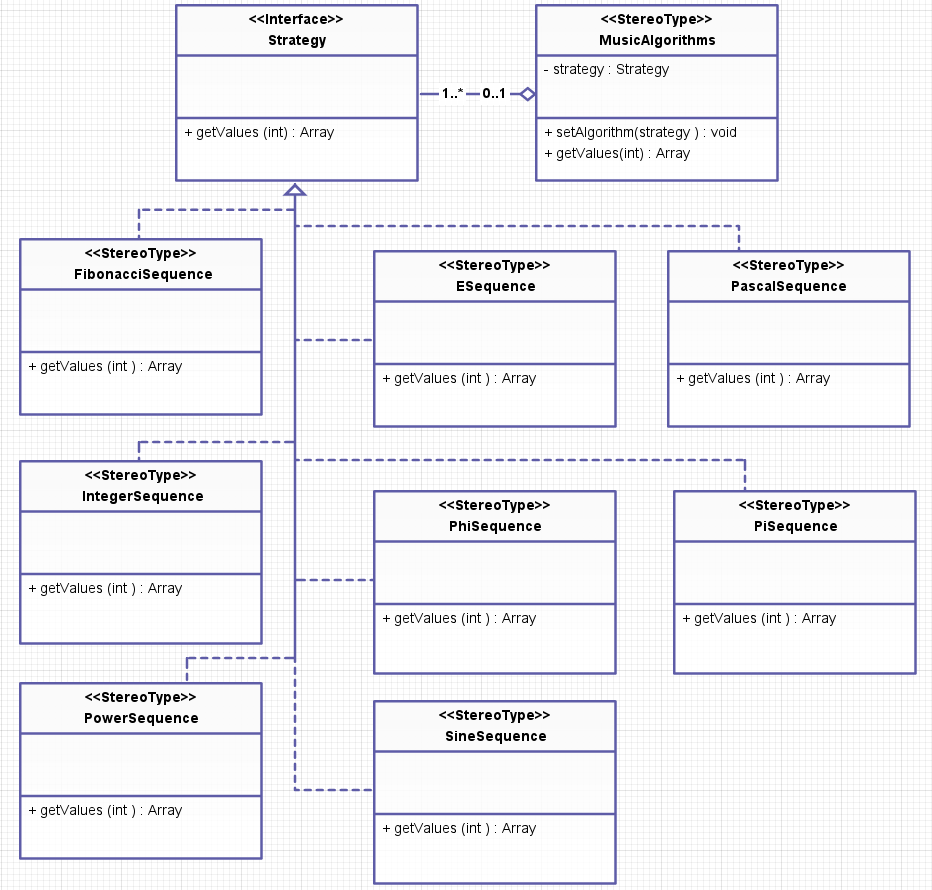 <<Interface>>
Strategy
+ getValues (int) : Array
<<StereoType>>
MusicAlgorithms
- strategy : Strategy
+ setAlgorithm(strategy ) : void
+ getValues(int) : Array
1..*
0..1
<<StereoType>>
FibonacciSequence
+ getValues (int ) : Array
<<StereoType>>
ESequence
+ getValues (int ) : Array
<<StereoType>>
PascalSequence
+ getValues (int ) : Array
<<StereoType>>
IntegerSequence
+ getValues (int ) : Array
<<StereoType>>
PhiSequence
+ getValues (int ) : Array
<<StereoType>>
PiSequence
+ getValues (int ) : Array
<<StereoType>>
PowerSequence
+ getValues (int ) : Array
<<StereoType>>
SineSequence
+ getValues (int ) : Array